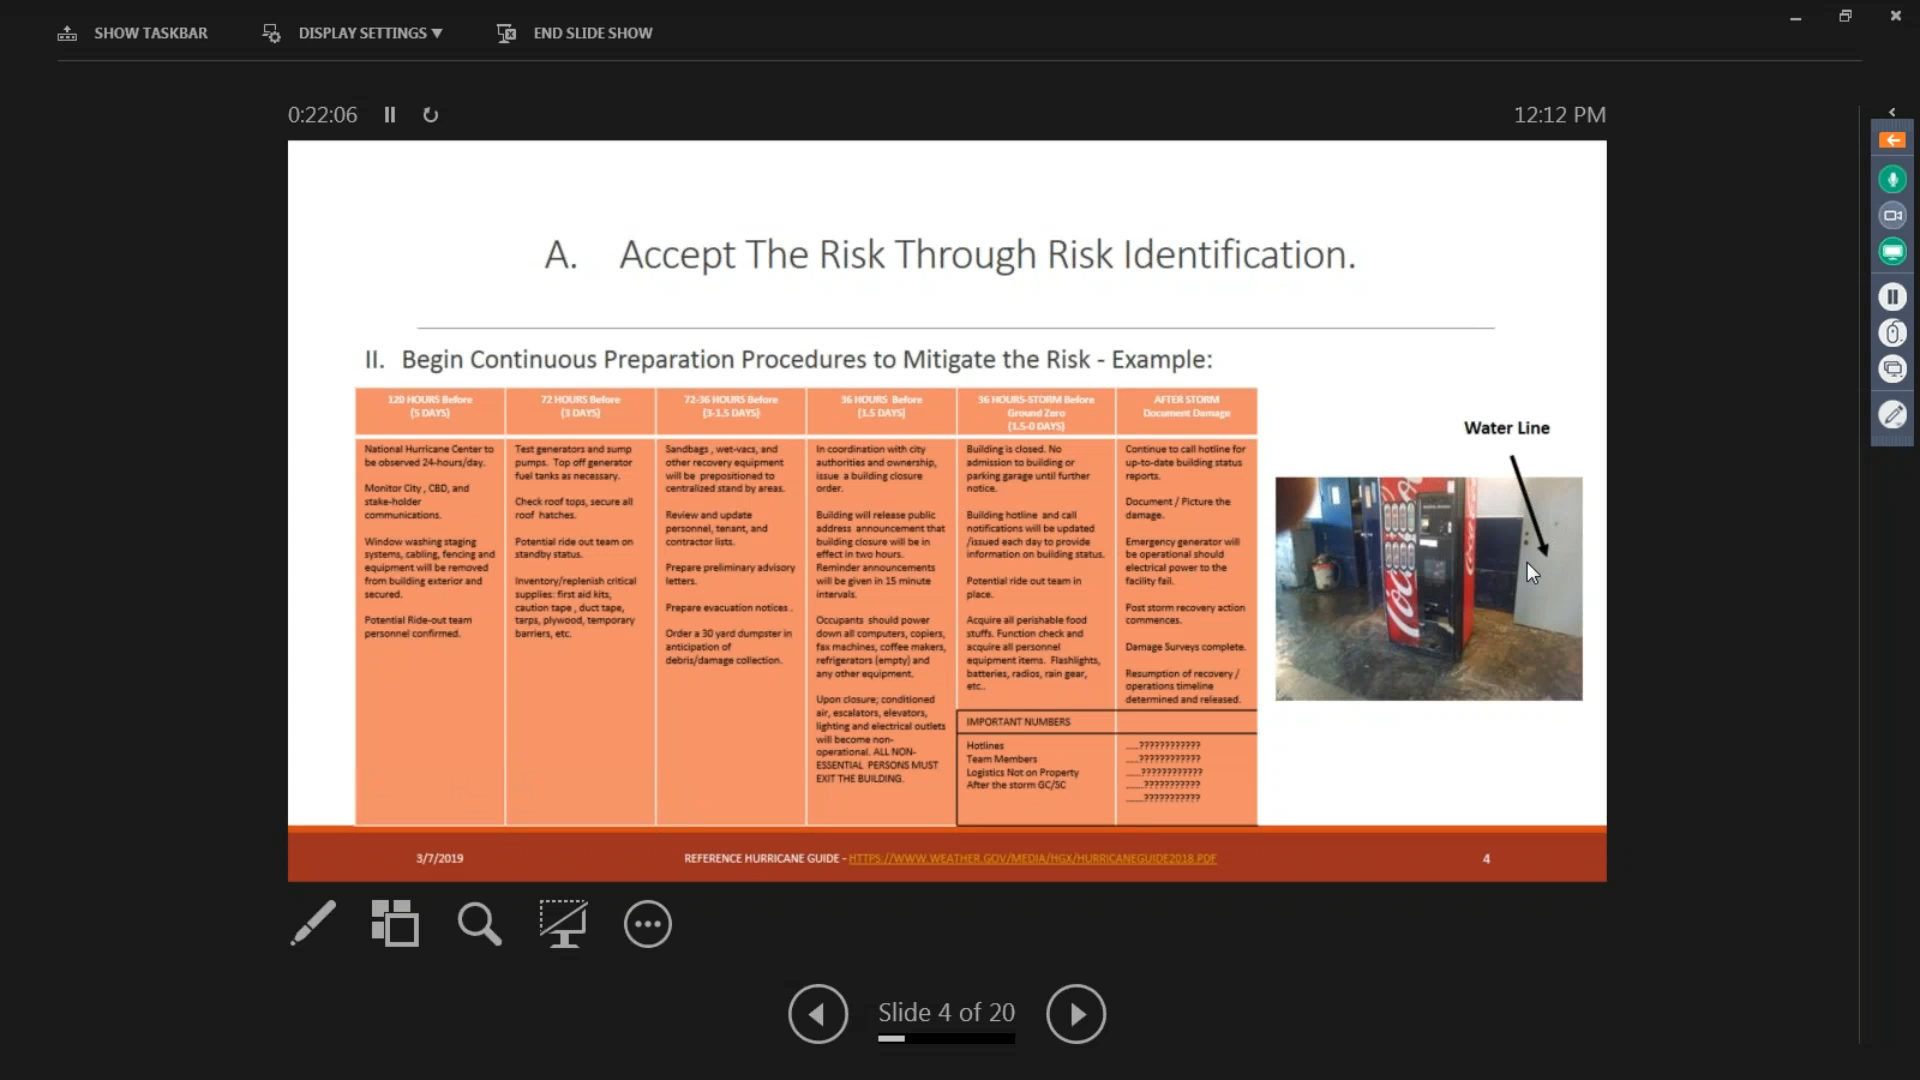 SHOW TASKBAR
DISPLAY SETTINGS ▼
END SLIDE SHOW
0:22:06
12:12 PM
A. Accept The Risk Through Risk Identification.
II. Begin Continuous Preparation Procedures to Mitigate the Risk - Example:
120 HOURS Before
(5 DAYS)
National Hurricane Center to
be observed 24-hours/day.
Monitor City , CBD, and
stake-holder
communications.
Window washing staging
systems, cabling, fencing and
equipment will be removed
from building exterior and
secured.
Potential Ride-out team
personnel confirmed.
72 HOURS Before
(3 DAYS)
Test generators and sump
pumps. Top off generator
fuel tanks as necessary.
Check roof tops, secure all
roof hatches.
Potential ride out team on
standby status.
Inventory/replenish critical
supplies: first aid kits,
caution tape , duct tape,
tarps, plywood, temporary
barriers, etc.
72-36 HOURS Before
(3-1.5 DAYS)
Sandbags , wet-vacs, and
other recovery equipment
will be prepositioned to
centralized stand by areas.
Review and update
personnel, tenant, and
contractor lists.
Prepare preliminary advisory
letters.
Prepare evacuation notices .
Order a 30 yard dumpster in
anticipation of
debris/damage collection.
36 HOURS Before
(1.5 DAYS)
In coordination with city
authorities and ownership,
issue a building closure
order.
Building will release public
address announcement that
building closure will be in
effect in two hours.
Reminder announcements
will be given in 15 minute
intervals.
Occupants should power
down all computers, copiers,
fax machines, coffee makers,
refrigerators (empty) and
any other equipment.
Upon closure; conditioned
air, escalators, elevators,
lighting and electrical outlets
will become non-
operational. ALL NON-
ESSENTIAL PERSONS MUST
EXIT THE BUILDING.
36 HOURS-STORM Before
Ground Zero
(1.5-0 DAYS)
Building is closed. No
admission to building or
parking garage until further
notice.
Building hotline and call
notifications will be updated
/issued each day to provide
information on building status.
Potential ride out team in
place.
Acquire all perishable food
stuffs. Function check and
acquire all personnel
equipment items. Flashlights,
batteries, radios, rain gear,
etc..
AFTER STORM
Document Damage
Continue to call hotline for
up-to-date building status
reports.
Document / Picture the
damage.
Emergency generator will
be operational should
electrical power to the
facility fail.
Post storm recovery action
commences.
Damage Surveys complete.
Resumption of recovery /
operations timeline
determined and released.
IMPORTANT NUMBERS
Hotlines
Team Members
Logistics Not on Property
After the storm GC/SC
....????????????
....????????????
.....????????????
......???????????
......???????????
Water Line
Coca-Cola
3/7/2019
REFERENCE HURRICANE GUIDE - HTTPS://WWW.WEATHER.GOV/MEDIA/HGX/HURRICANEGUIDE2018.PDF
4
Slide 4 of 20